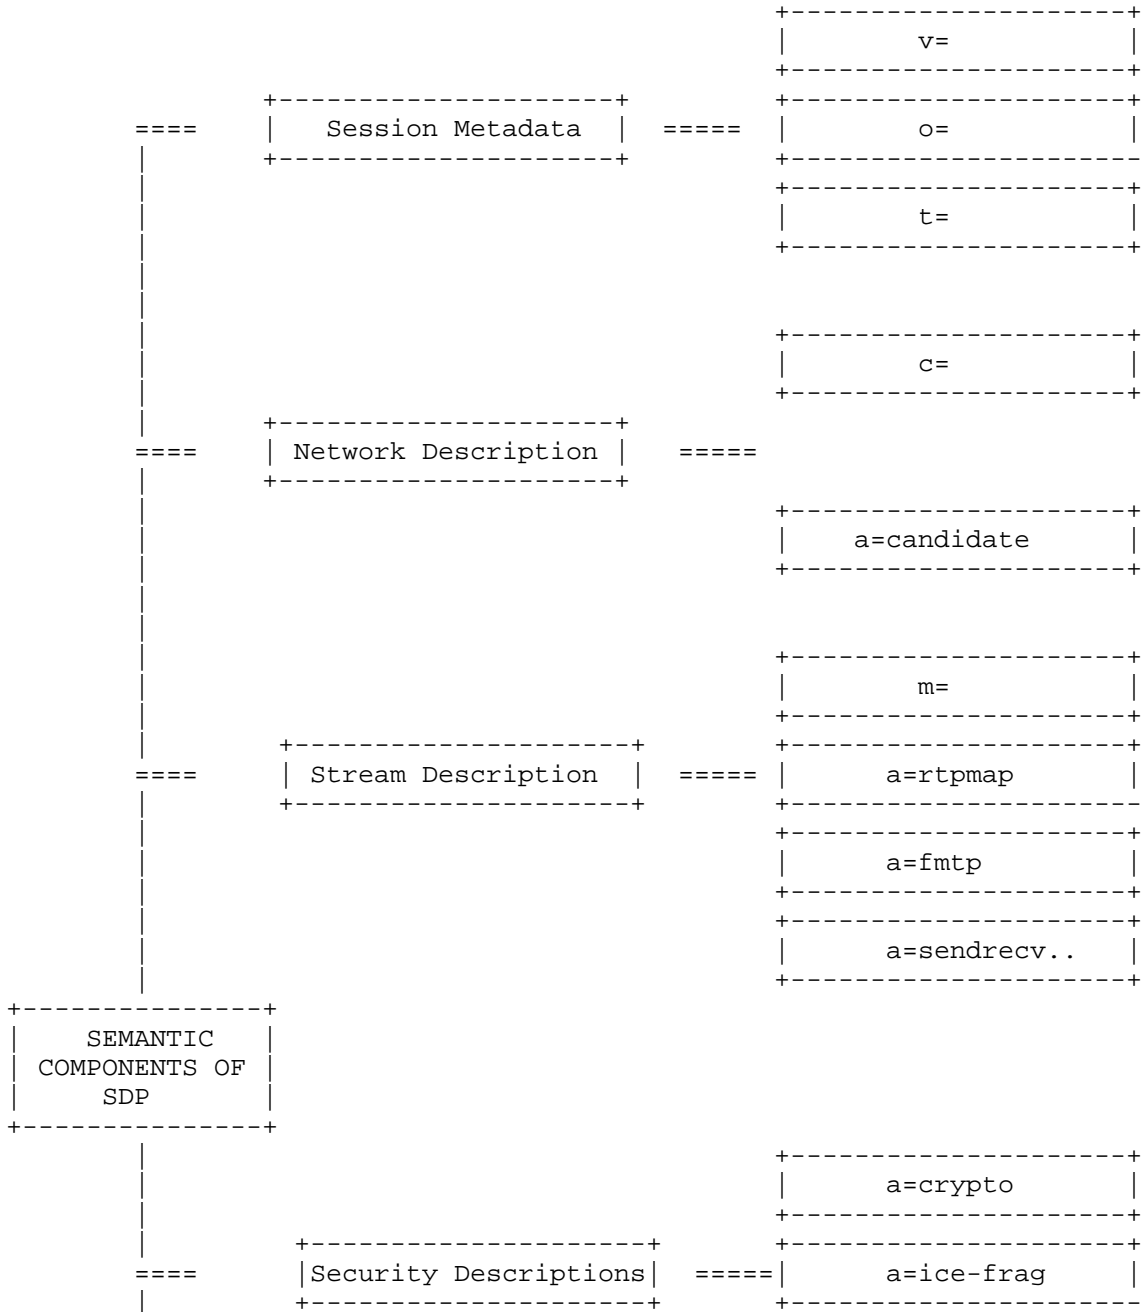 v=
====    Session Metadata    =====    o=
t=
c=
====    Network Description    =====
a=candidate
m=
====    Stream Description    =====    a=rtpmap
a=fmtp
a=sendrecv..
SEMANTIC
COMPONENTS OF
SDP
a=crypto
====    Security Descriptions    =====    a=ice-frag